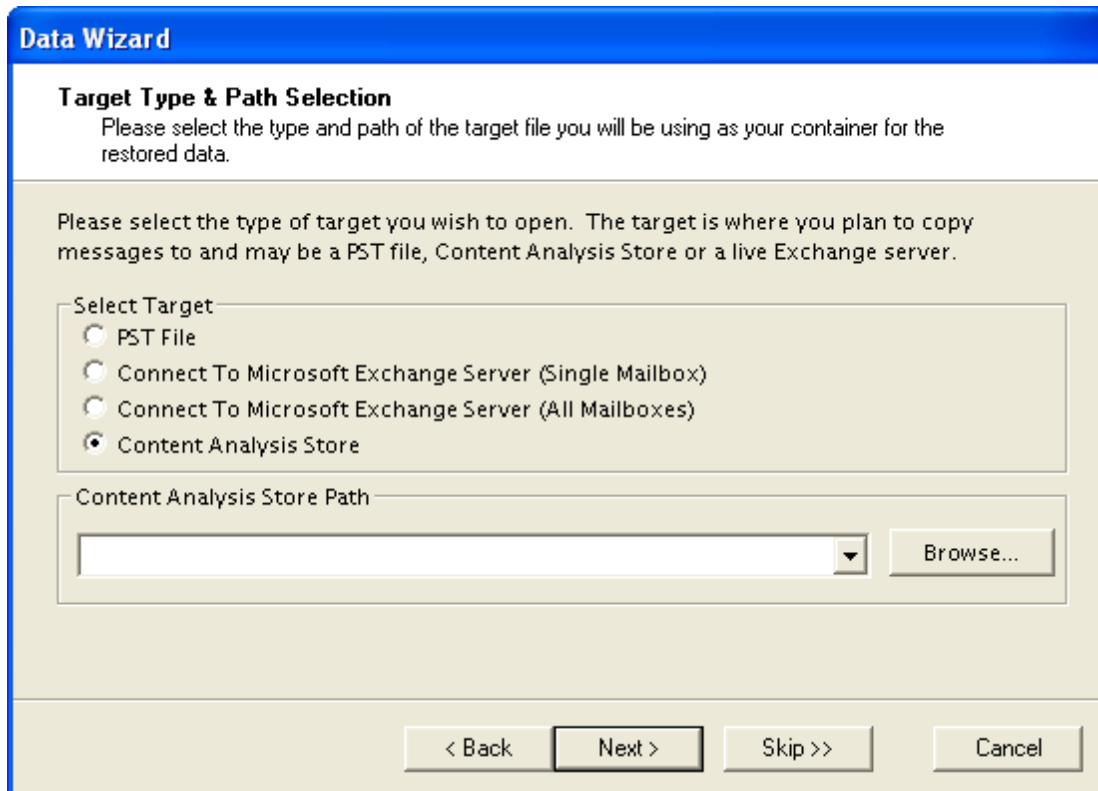 Data Wizard
Target Type & Path Selection
Please select the type and path of the target file you will be using as your container for the
restored data.
Please select the type of target you wish to open.  The target is where you plan to copy
messages to and may be a PST file, Content Analysis Store or a live Exchange server.
Select Target
PST File
Connect To Microsoft Exchange Server (Single Mailbox)
Connect To Microsoft Exchange Server (All Mailboxes)
Content Analysis Store
Content Analysis Store Path
Browse...
< Back Next > Skip >> Cancel